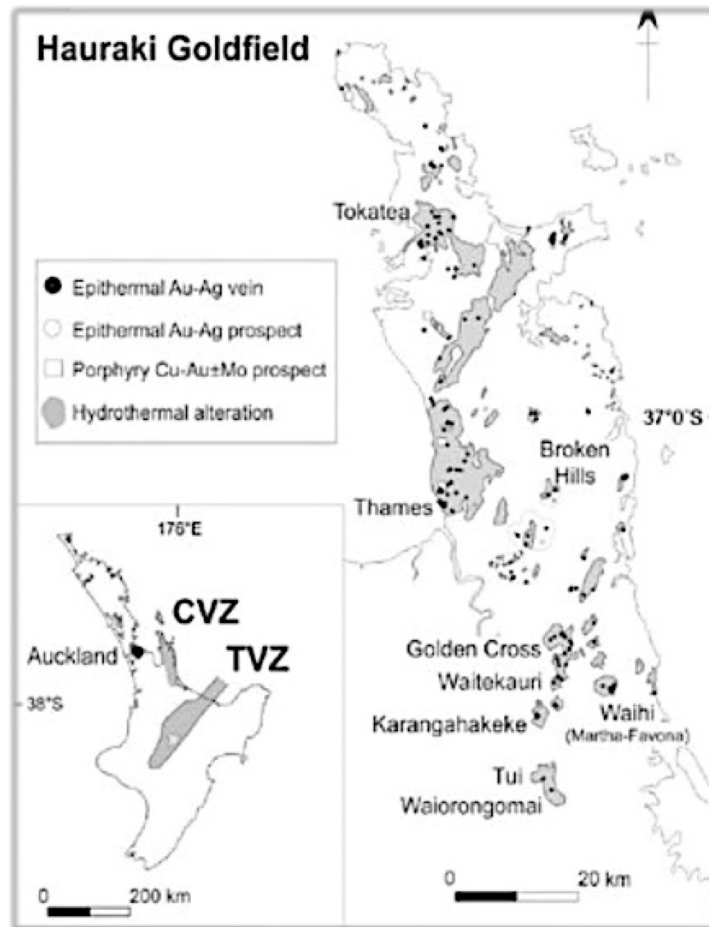 Hauraki Goldfield
Tokatea
Epithermal Au-Ag vein
Epithermal Au-Ag prospect
Porphyry Cu-Au±Mo prospect
Hydrothermal alteration
37°0'S
Broken
Hills
Thames
176°E
CVZ
TVZ
Auckland
38°S
Golden Cross
Waitekauri
Karangahakeke
Waihi
(Martha-Favona)
Tui
Waiorongomai
0 200 km
0 20 km